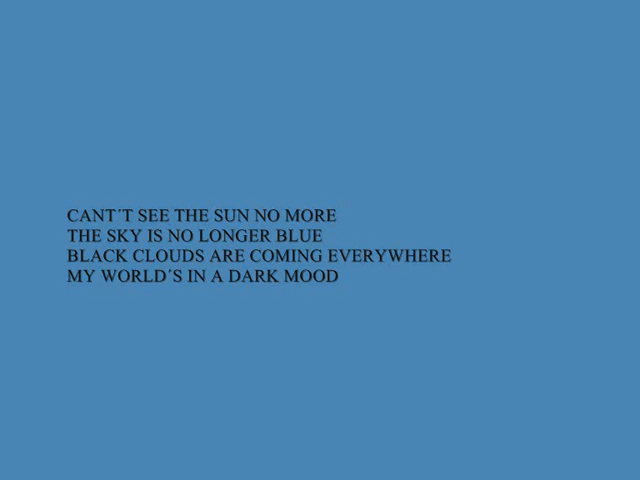 CANT´T SEE THE SUN NO MORE
THE SKY IS NO LONGER BLUE
BLACK CLOUDS ARE COMING EVERYWHERE
MY WORLD´S IN A DARK MOOD